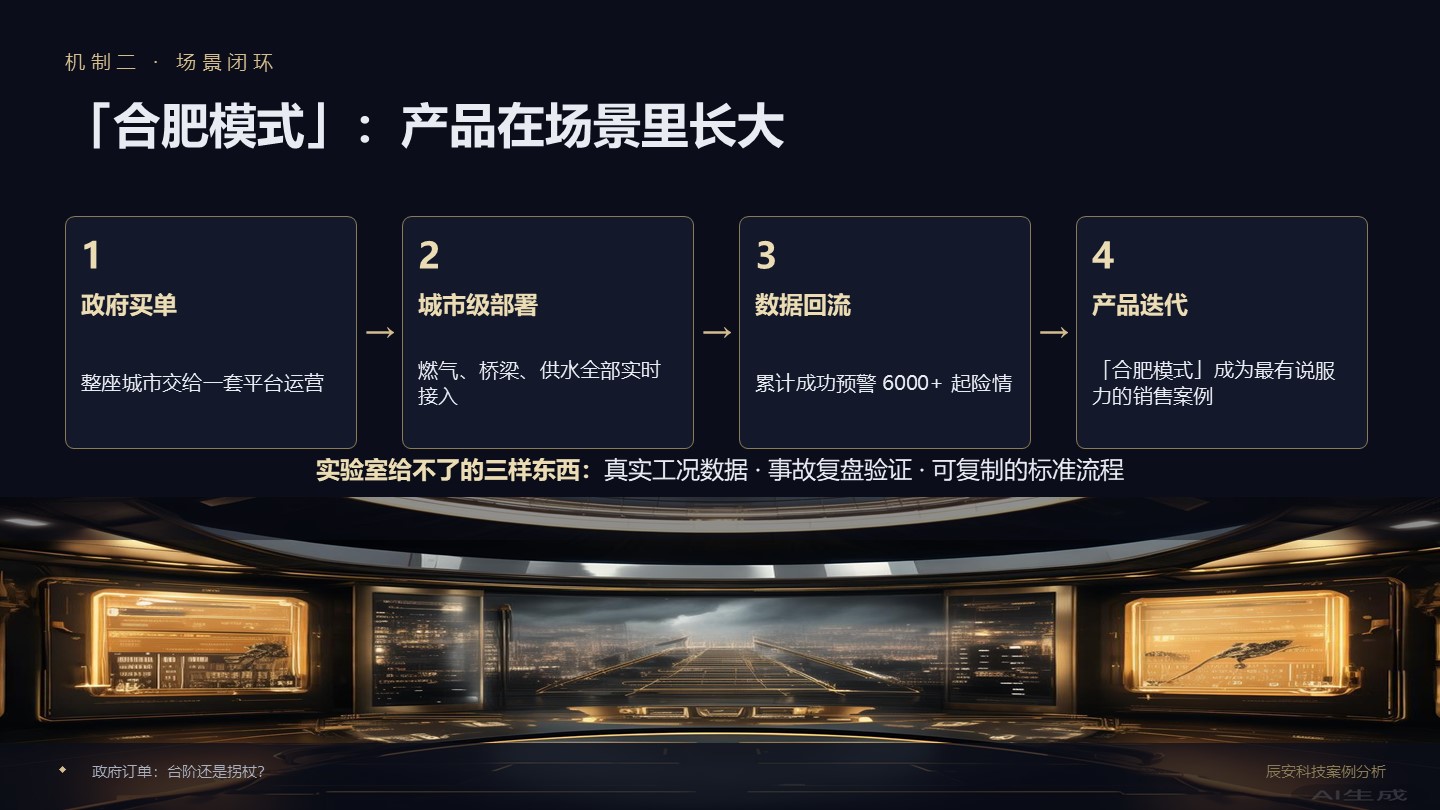 机制二 · 场景闭环
「合肥模式」：产品在场景里长大
1
政府买单
整座城市交给一套平台运营
→
2
城市级部署
燃气、桥梁、供水全部实时
接入
→
3
数据回流
累计成功预警 6000+ 起险情
→
4
产品迭代
「合肥模式」成为最有说服
力的销售案例
实验室给不了的三样东西：真实工况数据 · 事故复盘验证 · 可复制的标准流程
政府订单：台阶还是拐杖?
辰安科技案例分析
AI生成